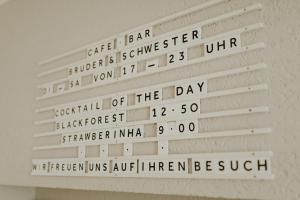 CAFE · BAR
BRUDER & SCHWESTER
DI - SA VON 17 - 23 UHR
COCKTAIL OF THE DAY
BLACKFOREST 12·50
STRAWBERINHA 9·00
WIR FREUEN UNS AUF IHREN BESUCH